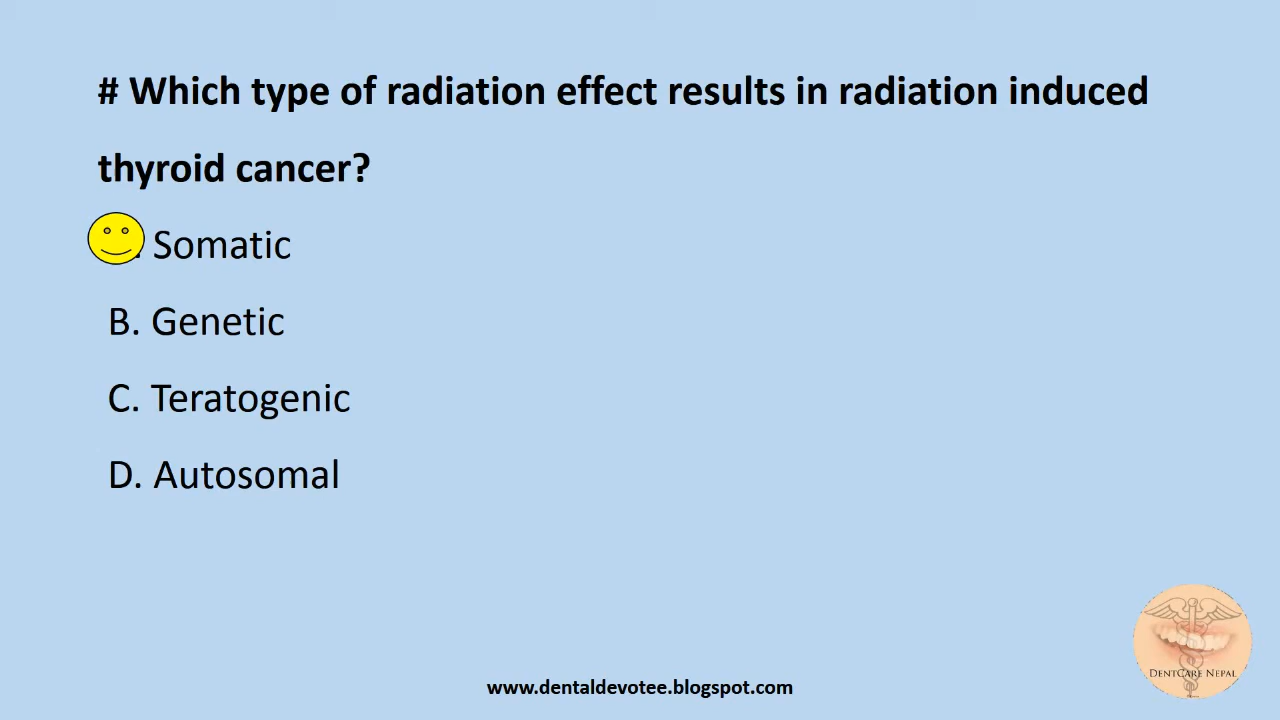 # Which type of radiation effect results in radiation induced
thyroid cancer?
. Somatic
B. Genetic
C. Teratogenic
D. Autosomal
DentCare Nepal
www.dentaldevotee.blogspot.com